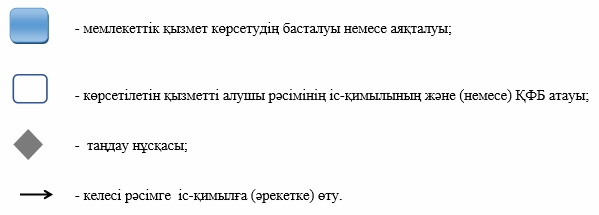 - мемлекеттік қызмет көрсетудің басталуы немесе аяқталуы;
- көрсетілетін қызметті алушы рәсімінің іс-қимылының және (немесе) ҚФБ атауы;
- таңдау нұсқасы;
- келесі рәсімге іс-қимылға (әрекетке) өту.